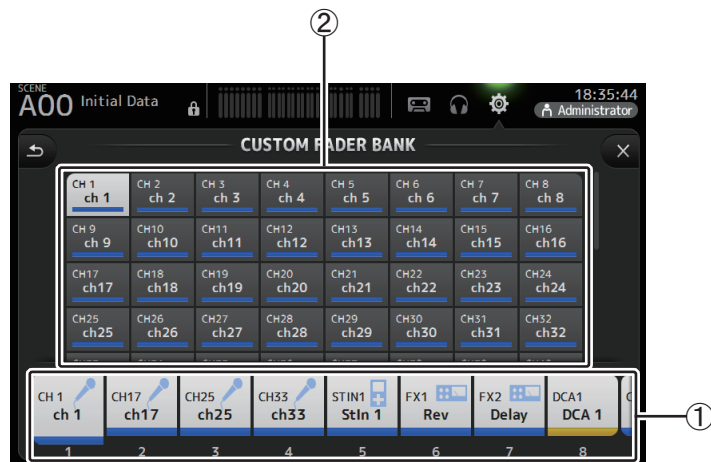 ②
SCENE
A00 Initial Data
18:35:44
Administrator
CUSTOM FADER BANK
CH 1 CH 2 CH 3 CH 4 CH 5 CH 6 CH 7 CH 8
ch 1 ch 2 ch 3 ch 4 ch 5 ch 6 ch 7 ch 8
CH 9 CH10 CH11 CH12 CH13 CH14 CH15 CH16
ch 9 ch10 ch11 ch12 ch13 ch14 ch15 ch16
CH17 CH18 CH19 CH20 CH21 CH22 CH23 CH24
ch17 ch18 ch19 ch20 ch21 ch22 ch23 ch24
CH25 CH26 CH27 CH28 CH29 CH30 CH31 CH32
ch25 ch26 ch27 ch28 ch29 ch30 ch31 ch32
CH 1 CH17 CH25 CH33 STIN1 FX1 FX2 DCA1
ch 1 ch17 ch25 ch33 StIn 1 Rev Delay DCA 1
①
1 2 3 4 5 6 7 8